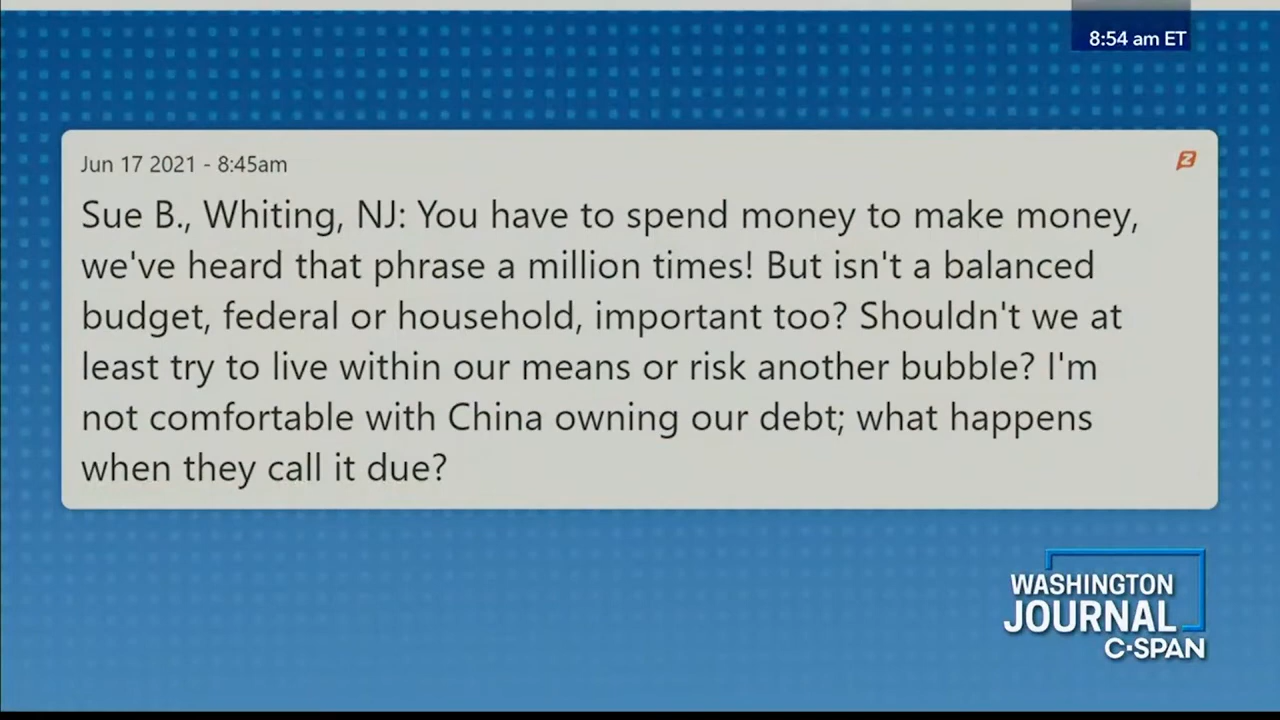 8:54 am ET
Jun 17 2021 - 8:45am
Sue B., Whiting, NJ: You have to spend money to make money,
we've heard that phrase a million times! But isn't a balanced
budget, federal or household, important too? Shouldn't we at
least try to live within our means or risk another bubble? I'm
not comfortable with China owning our debt; what happens
when they call it due?
WASHINGTON
JOURNAL
C·SPAN